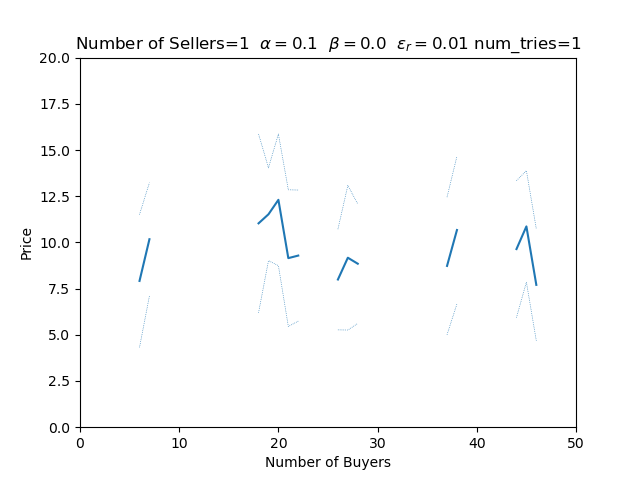 Number of Sellers=1 α = 0.1 β = 0.0 εr = 0.01 num_tries=1
20.0
17.5
15.0
12.5
10.0
7.5
5.0
2.5
0.0
Price
0 10 20 30 40 50
Number of Buyers